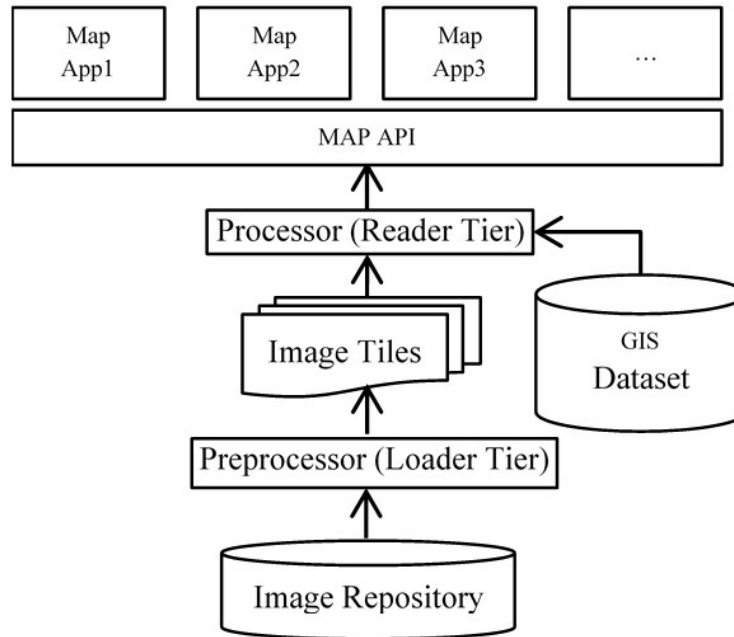 Map
App1
Map
App2
Map
App3
...
MAP API
Processor (Reader Tier)
Image Tiles
GIS
Dataset
Preprocessor (Loader Tier)
Image Repository